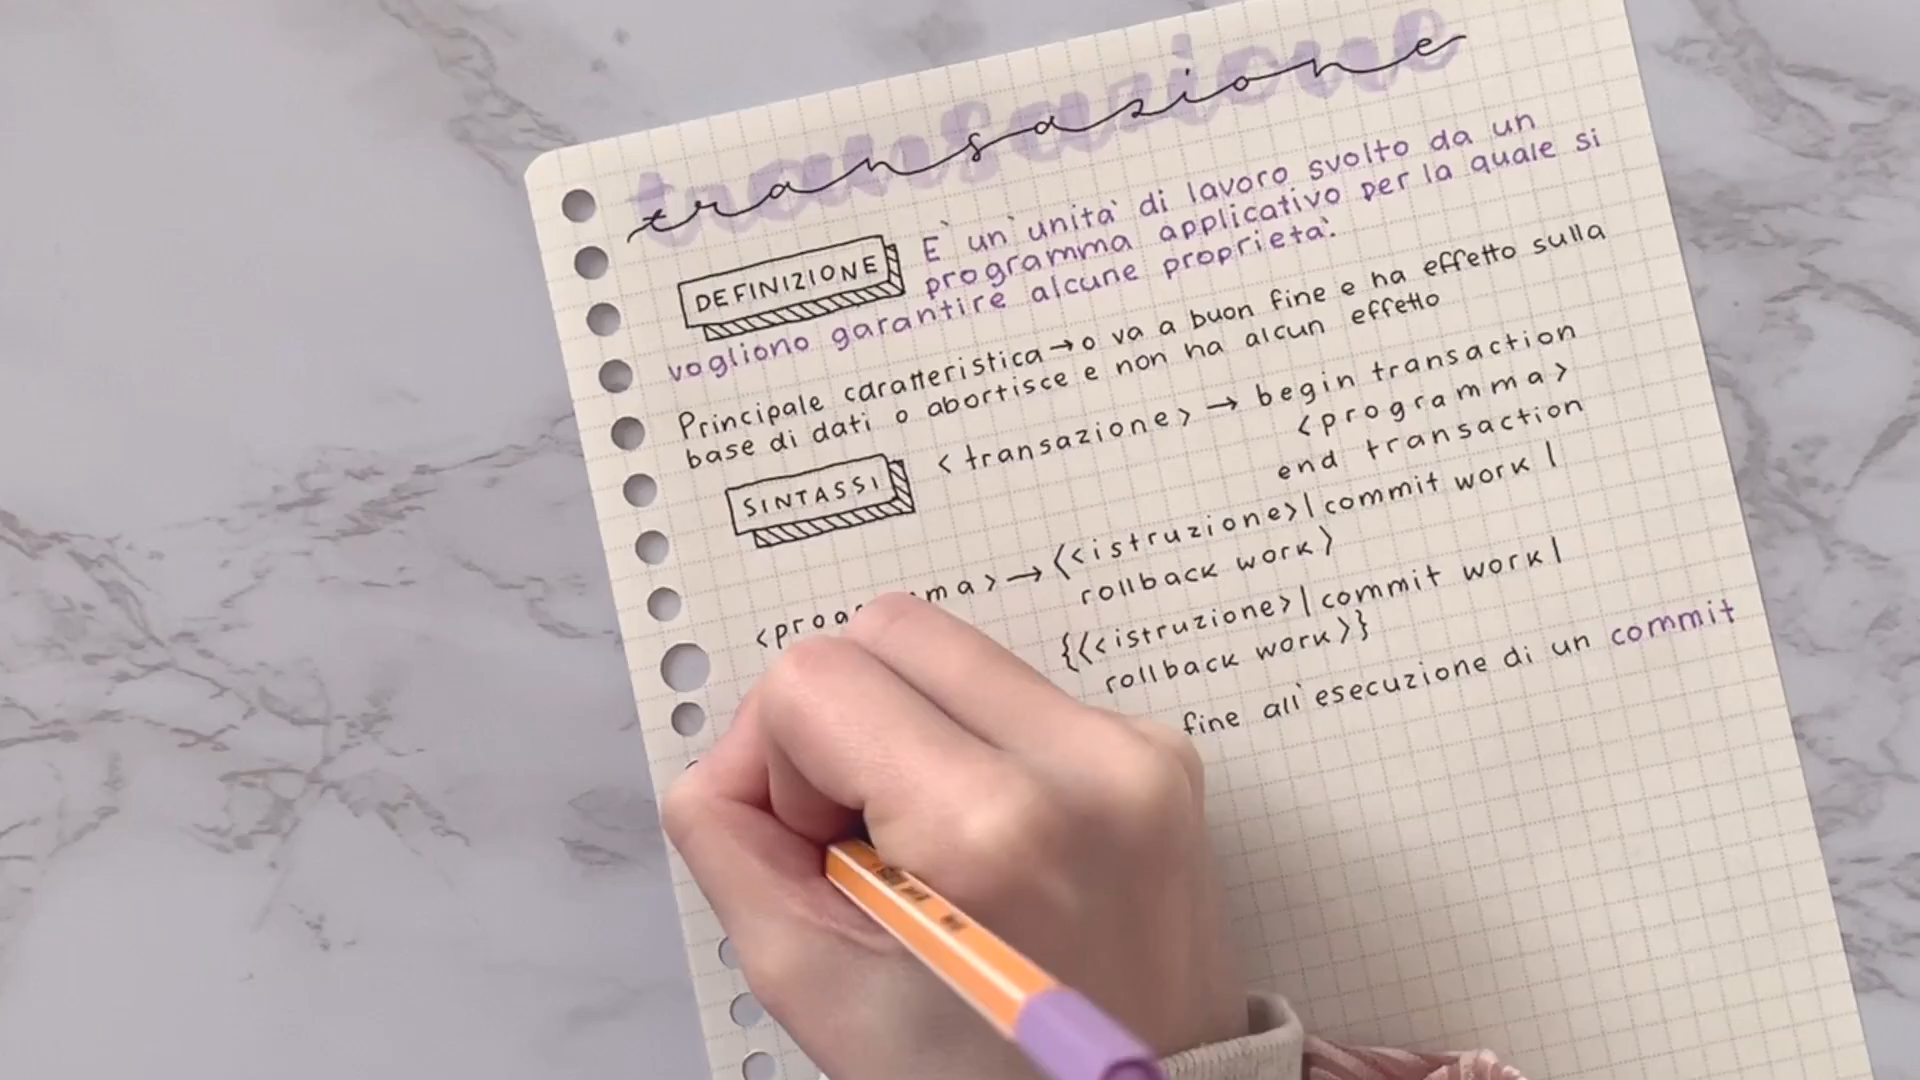 transazione
DEFINIZIONE
E` un'unita` di lavoro svolto da un
programma applicativo per la quale si
vogliono garantire alcune proprieta`.
Principale caratteristica → o va a buon fine e ha effetto sulla
base di dati o abortisce e non ha alcun effetto
SINTASSI
<transazione> → begin transaction
<programma>
end transaction
→ (<istruzione>|commit work|
rollback work)
{(<istruzione>|commit work|
rollback work)}
fine all'esecuzione di un commit